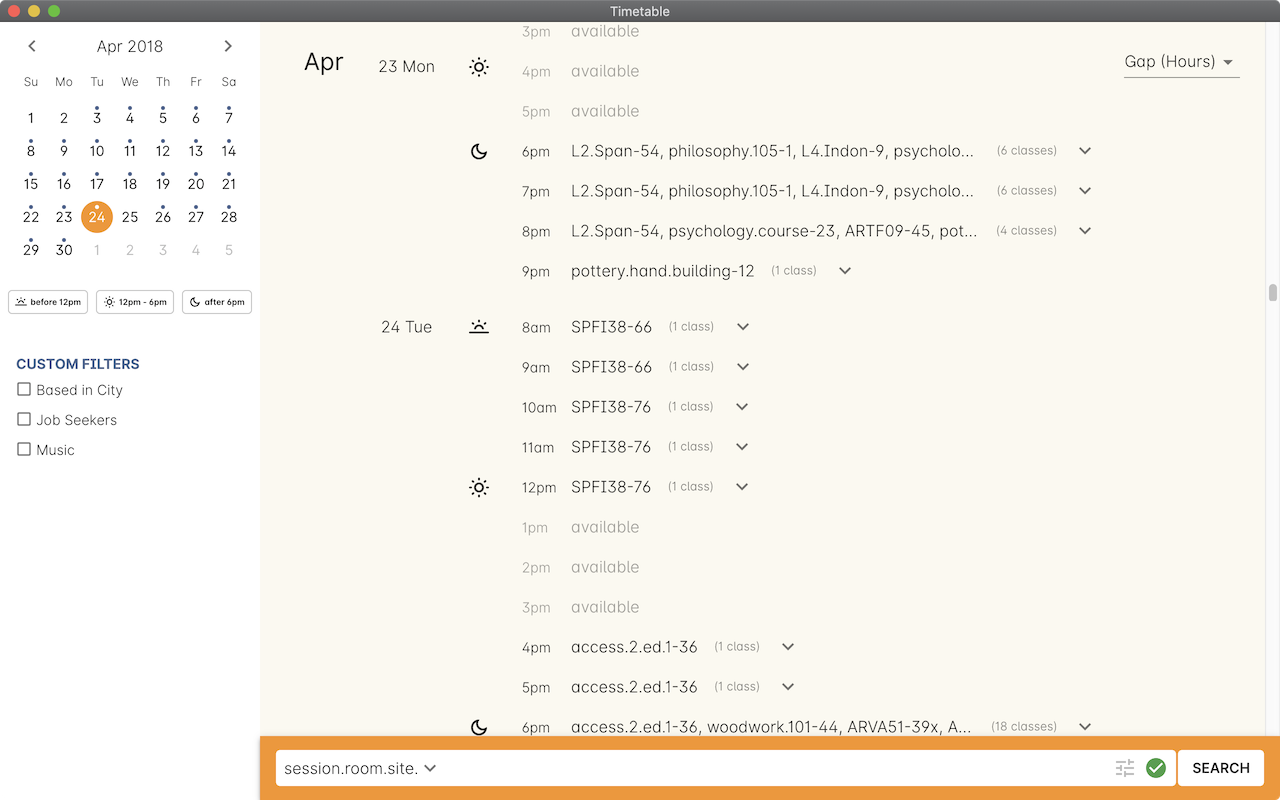 Timetable
Apr 2018
Su Mo Tu We Th Fr Sa
1 2 3 4 5 6 7
8 9 10 11 12 13 14
15 16 17 18 19 20 21
22 23 24 25 26 27 28
29 30 1 2 3 4 5
before 12pm 12pm - 6pm after 6pm
CUSTOM FILTERS
Based in City
Job Seekers
Music
3pm available
Apr 23 Mon 4pm available
Gap (Hours)
5pm available
6pm L2.Span-54, philosophy.105-1, L4.Indon-9, psycholo... (6 classes)
7pm L2.Span-54, philosophy.105-1, L4.Indon-9, psycholo... (6 classes)
8pm L2.Span-54, psychology.course-23, ARTF09-45, pot... (4 classes)
9pm pottery.hand.building-12 (1 class)
24 Tue 8am SPFI38-66 (1 class)
9am SPFI38-66 (1 class)
10am SPFI38-76 (1 class)
11am SPFI38-76 (1 class)
12pm SPFI38-76 (1 class)
1pm available
2pm available
3pm available
4pm access.2.ed.1-36 (1 class)
5pm access.2.ed.1-36 (1 class)
6pm access.2.ed.1-36, woodwork.101-44, ARVA51-39x, A... (18 classes)
session.room.site. SEARCH